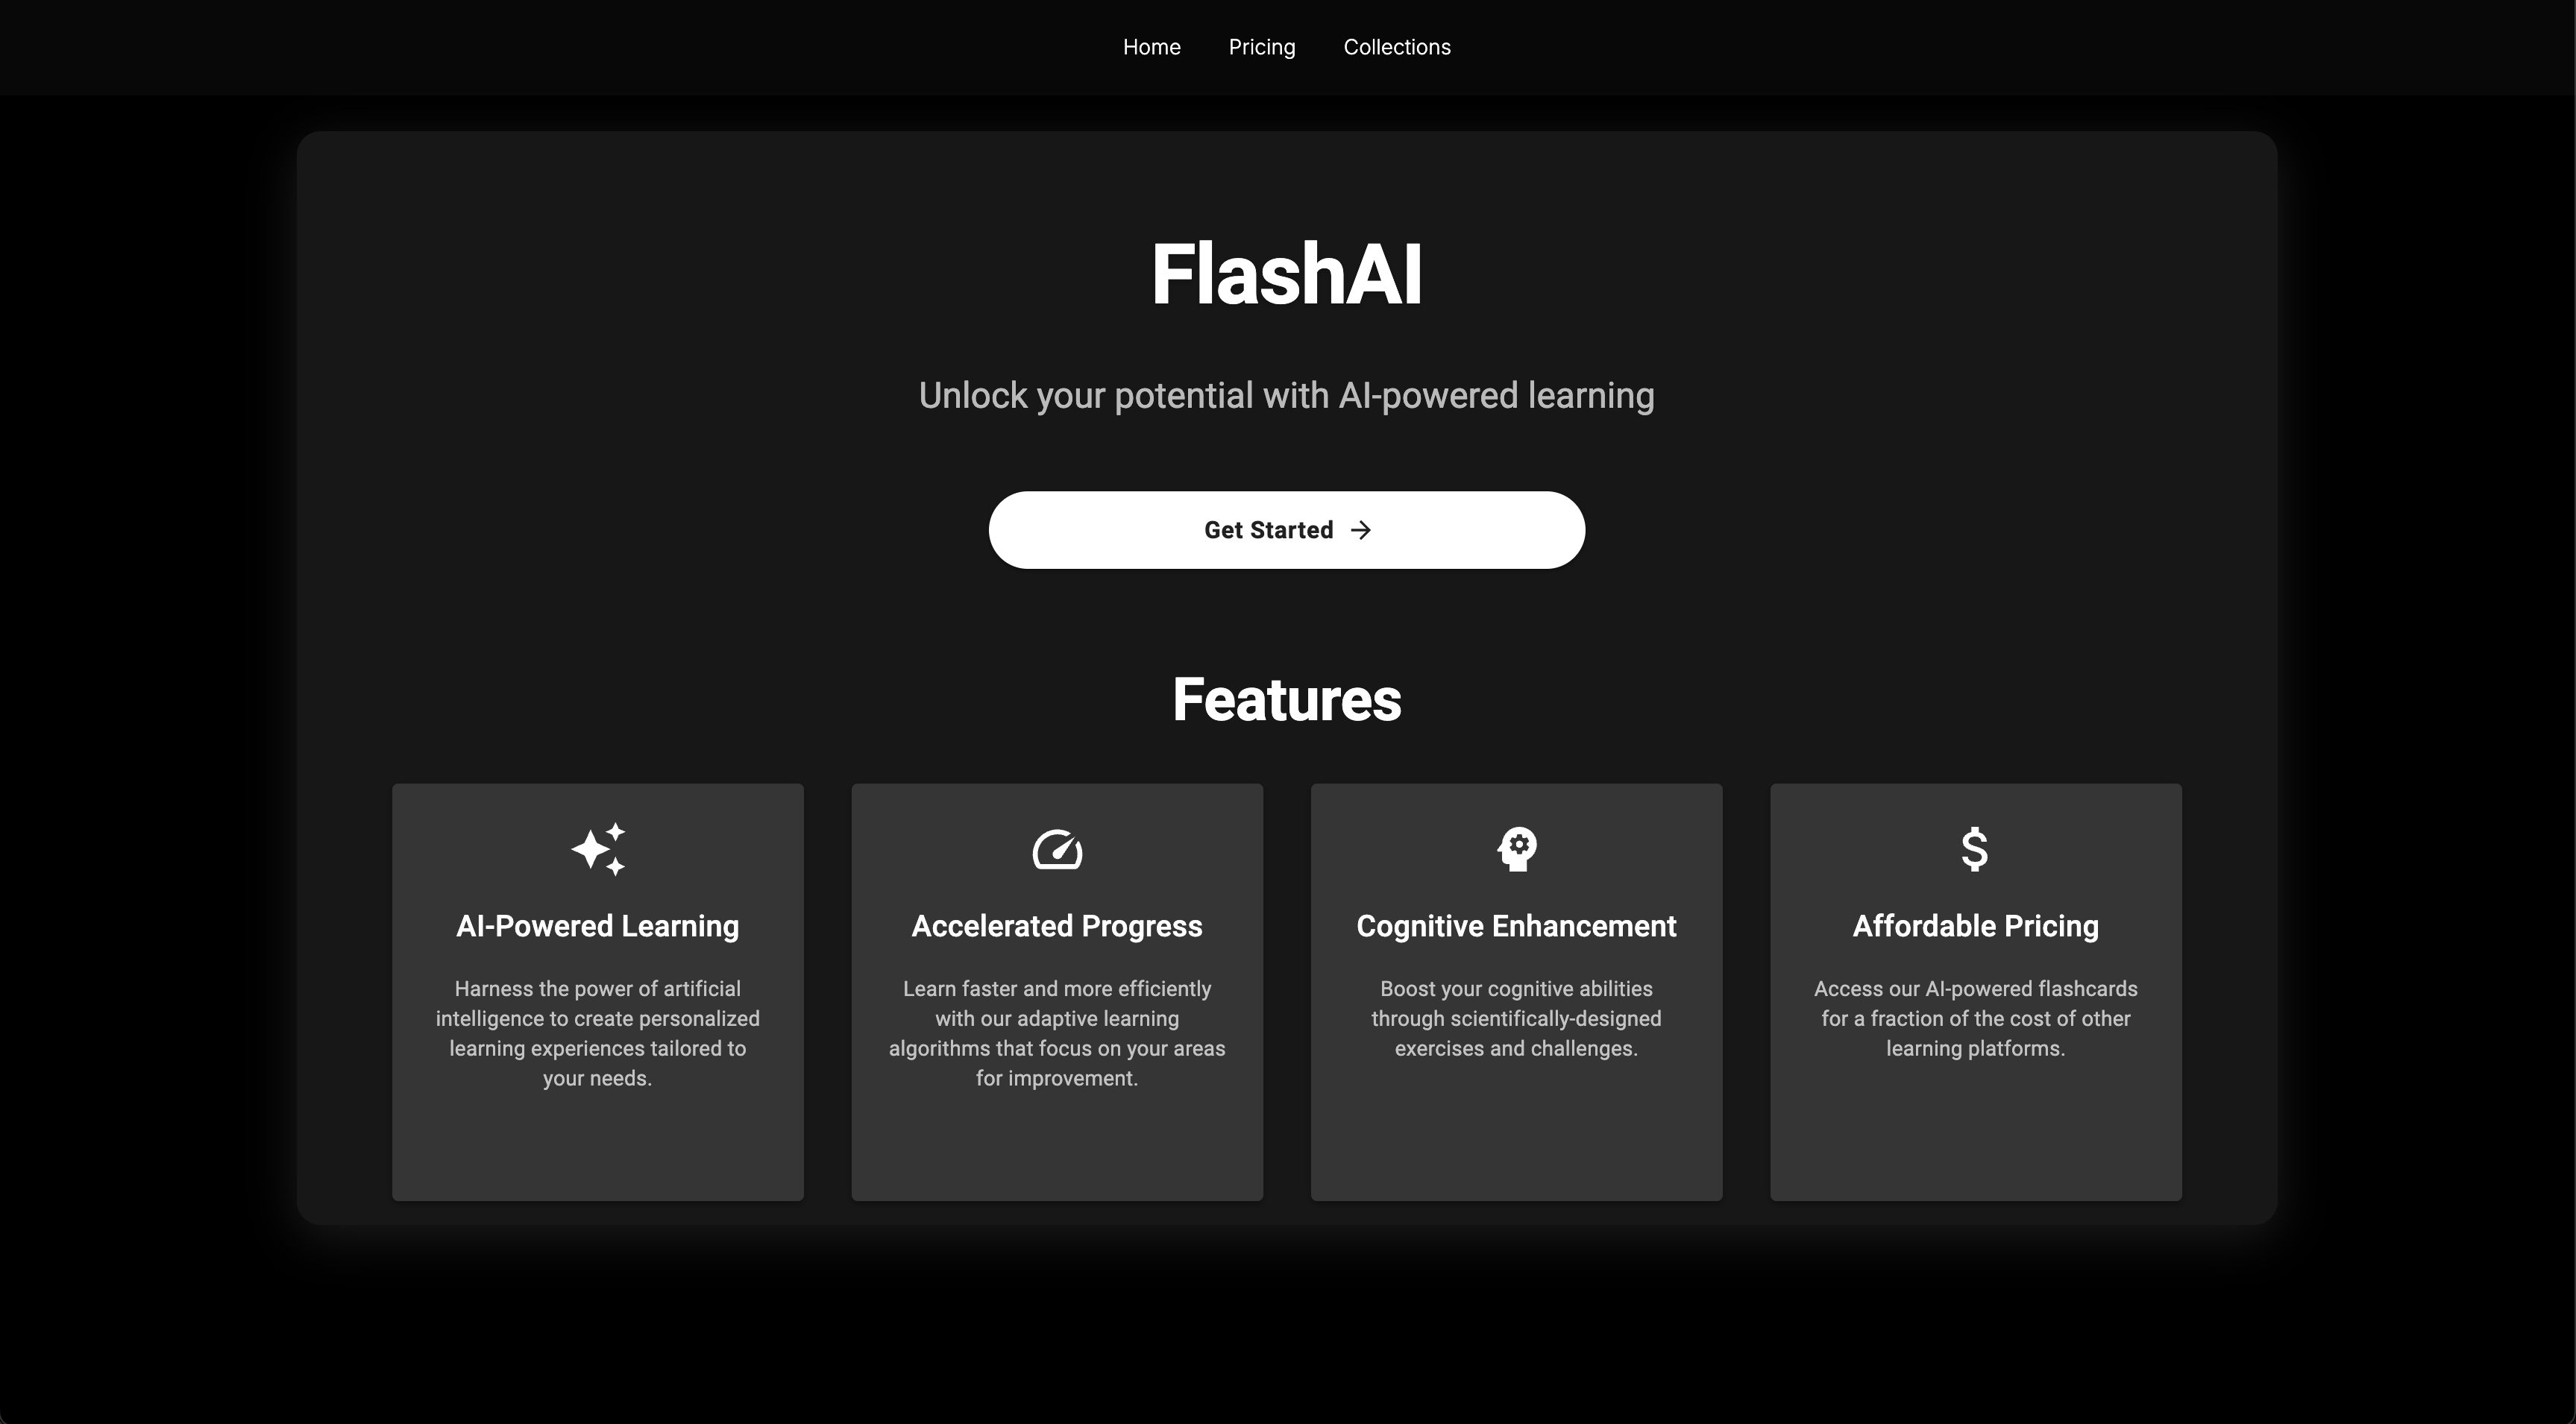 Home Pricing Collections
FlashAI
Unlock your potential with AI-powered learning
Get Started
Features
AI-Powered Learning
Harness the power of artificial
intelligence to create personalized
learning experiences tailored to
your needs.
Accelerated Progress
Learn faster and more efficiently
with our adaptive learning
algorithms that focus on your areas
for improvement.
Cognitive Enhancement
Boost your cognitive abilities
through scientifically-designed
exercises and challenges.
Affordable Pricing
Access our AI-powered flashcards
for a fraction of the cost of other
learning platforms.